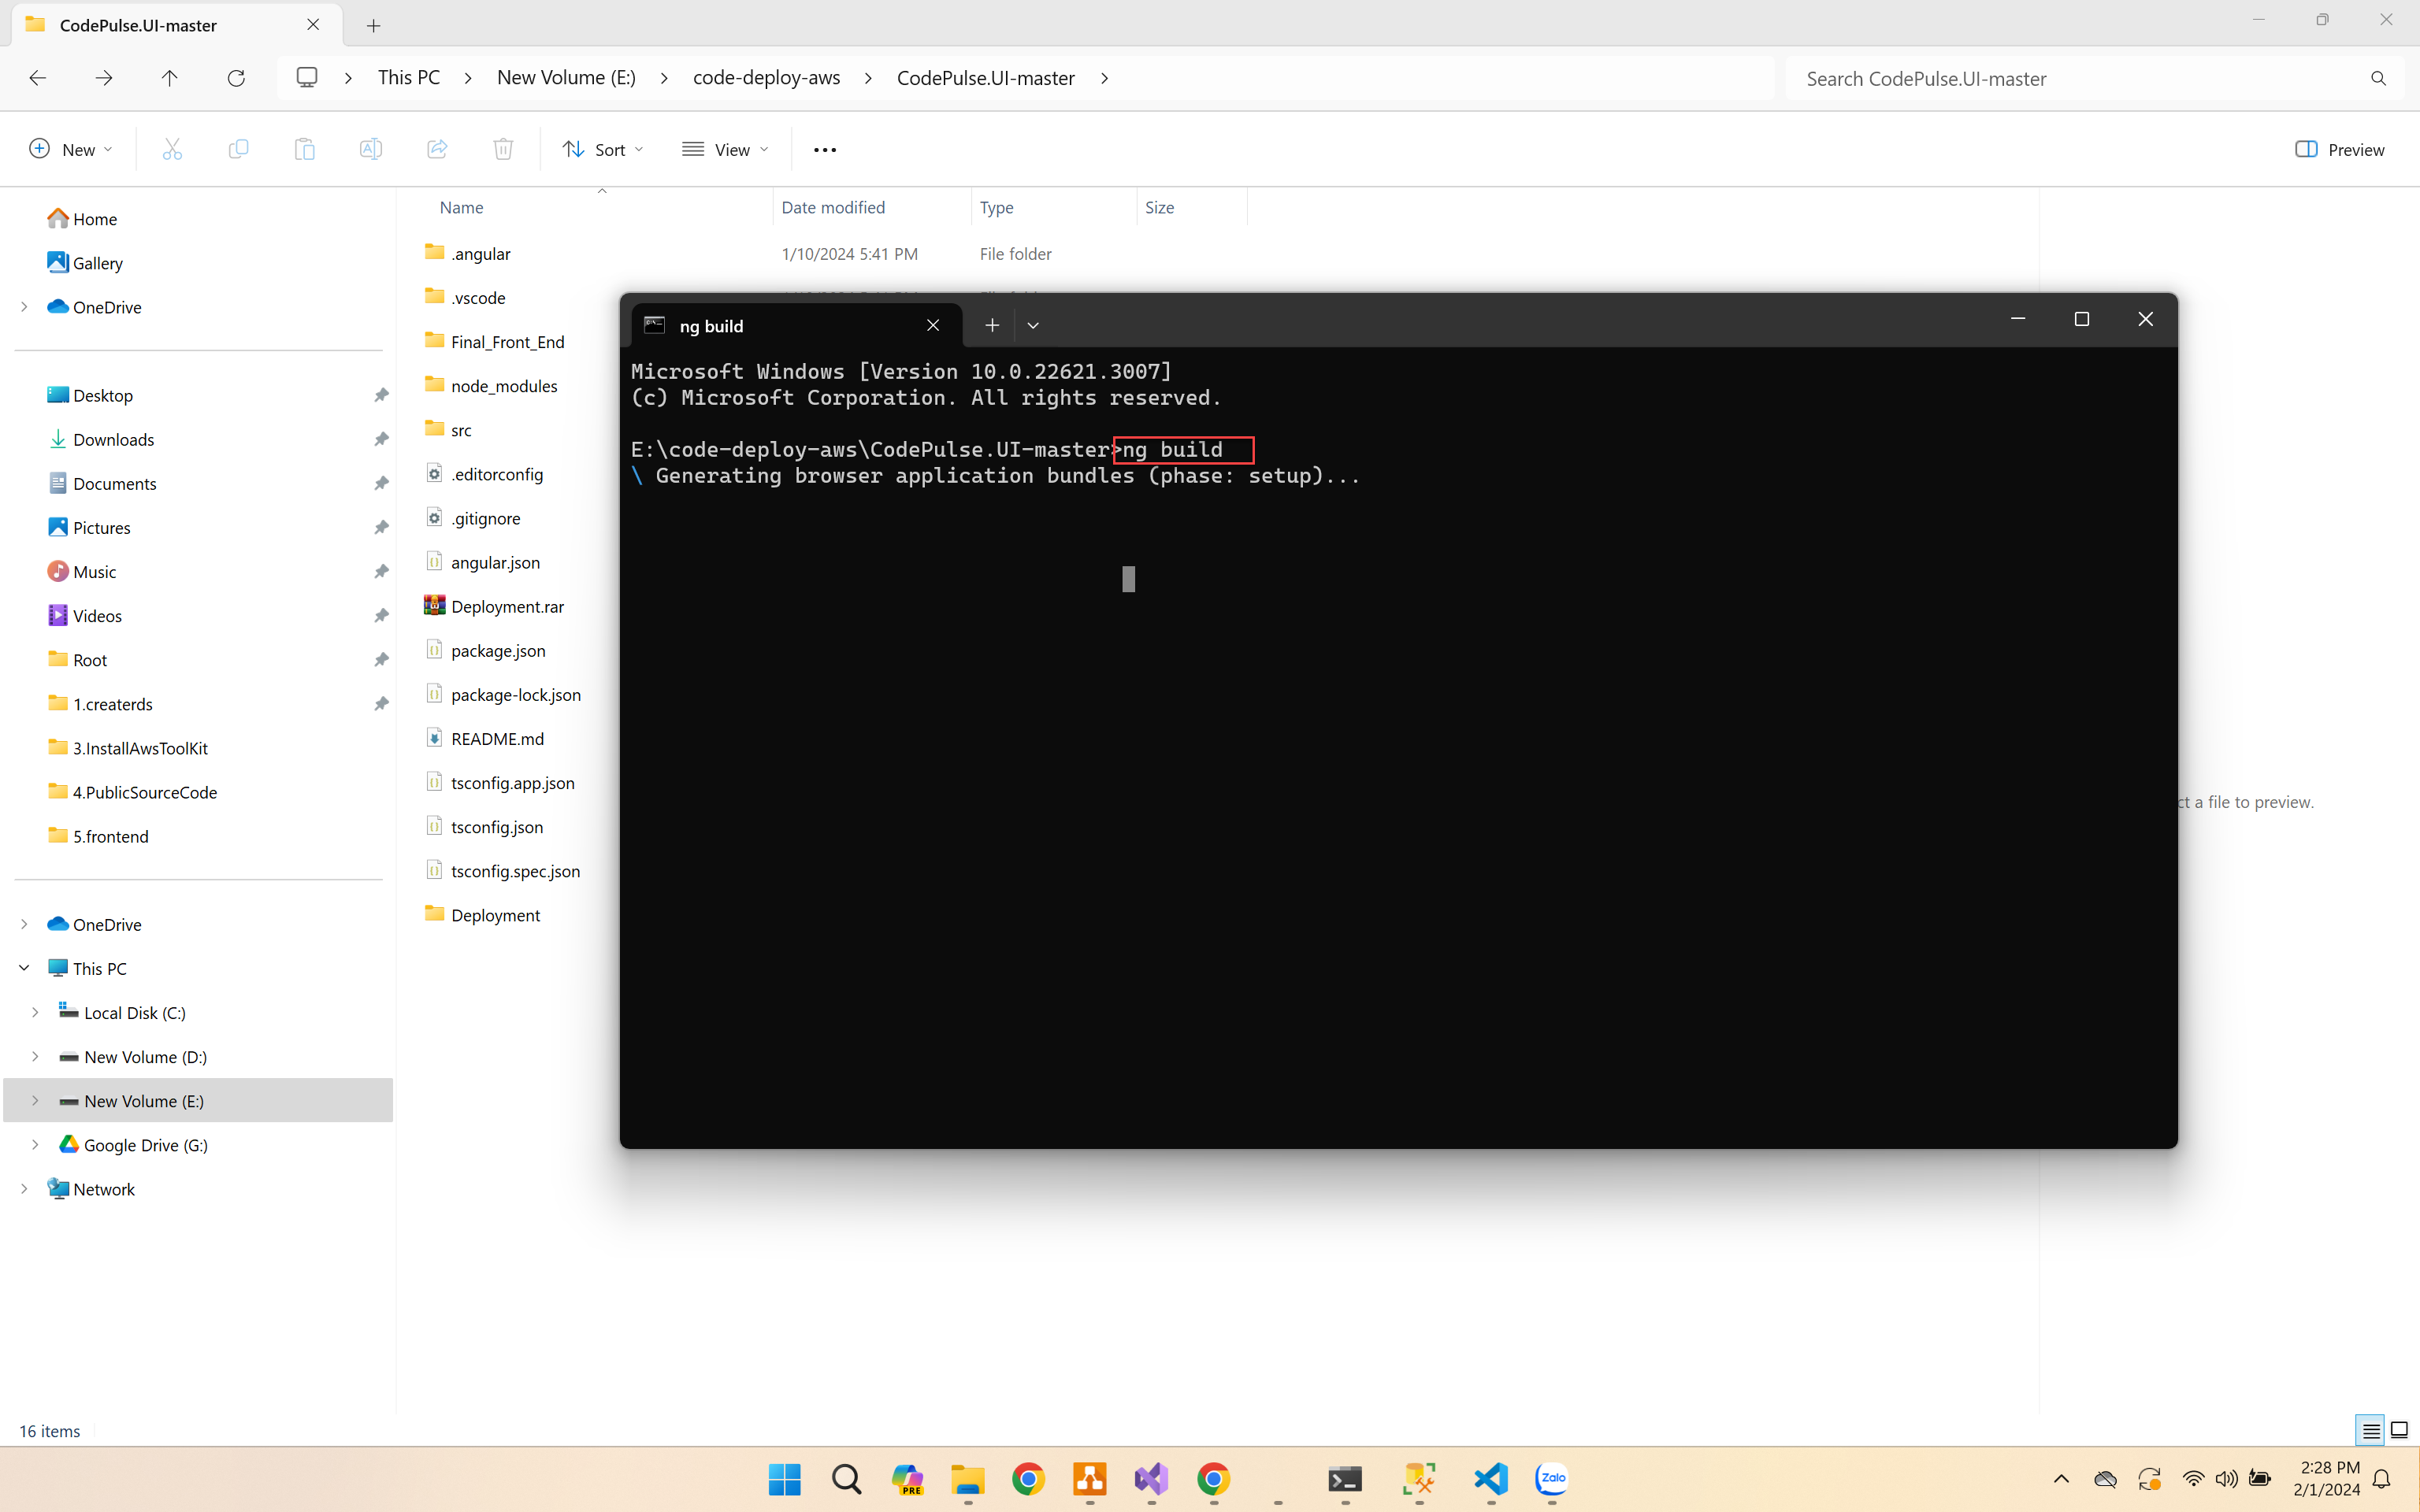 CodePulse.UI-master
This PC
New Volume (E:)
code-deploy-aws
CodePulse.UI-master
Search CodePulse.UI-master
New
Sort
View
Preview
Home
Gallery
OneDrive
Desktop
Downloads
Documents
Pictures
Music
Videos
Root
1.createrds
3.InstallAwsToolKit
4.PublicSourceCode
5.frontend
OneDrive
This PC
Local Disk (C:)
New Volume (D:)
New Volume (E:)
Google Drive (G:)
Network
Name Date modified Type Size
.angular 1/10/2024 5:41 PM File folder
.vscode
Final_Front_End
node_modules
src
.editorconfig
.gitignore
angular.json
Deployment.rar
package.json
package-lock.json
README.md
tsconfig.app.json
tsconfig.json
tsconfig.spec.json
Deployment
ng build
Microsoft Windows [Version 10.0.22621.3007]
(c) Microsoft Corporation. All rights reserved.
E:\code-deploy-aws\CodePulse.UI-master>ng build
\ Generating browser application bundles (phase: setup)...
a file to preview.
16 items
PRE
Zalo
2:28 PM
2/1/2024